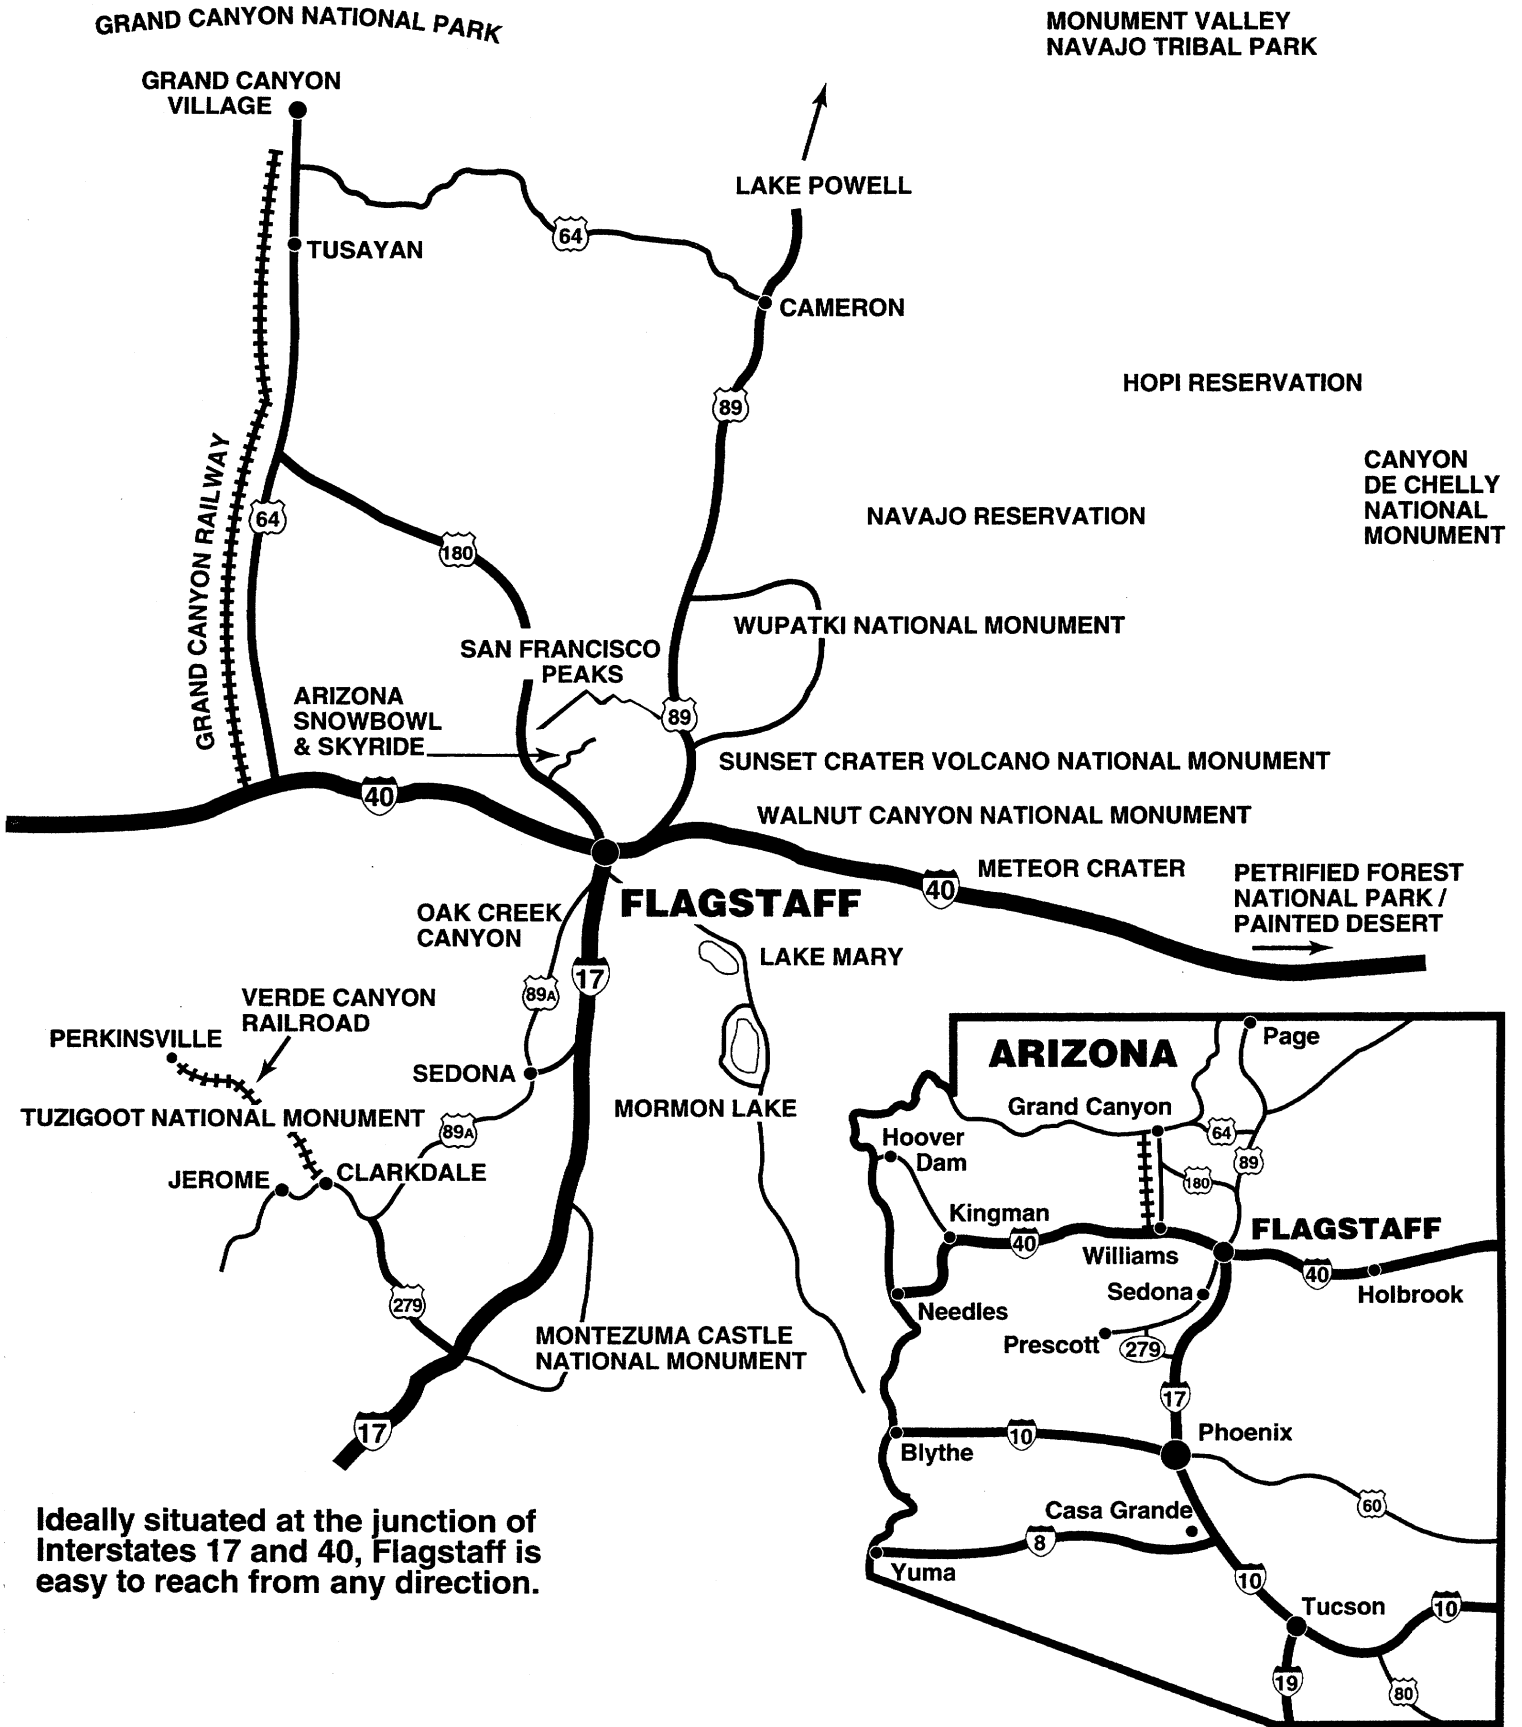 GRAND CANYON NATIONAL PARK
MONUMENT VALLEY
NAVAJO TRIBAL PARK
GRAND CANYON
VILLAGE
LAKE POWELL
64
TUSAYAN
CAMERON
89
HOPI RESERVATION
GRAND CANYON RAILWAY
CANYON
DE CHELLY
NATIONAL
MONUMENT
64
NAVAJO RESERVATION
180
WUPATKI NATIONAL MONUMENT
SAN FRANCISCO
PEAKS
ARIZONA
SNOWBOWL
& SKYRIDE
89
SUNSET CRATER VOLCANO NATIONAL MONUMENT
40
WALNUT CANYON NATIONAL MONUMENT
METEOR CRATER
40
PETRIFIED FOREST
NATIONAL PARK /
PAINTED DESERT
FLAGSTAFF
OAK CREEK
CANYON
LAKE MARY
17
89A
VERDE CANYON
RAILROAD
PERKINSVILLE
SEDONA
MORMON LAKE
TUZIGOOT NATIONAL MONUMENT
89A
JEROME
CLARKDALE
279
MONTEZUMA CASTLE
NATIONAL MONUMENT
17
Ideally situated at the junction of
Interstates 17 and 40, Flagstaff is
easy to reach from any direction.
ARIZONA
Page
Grand Canyon
64
Hoover
Dam
89
180
Kingman
40
Williams
FLAGSTAFF
40
Holbrook
Sedona
Needles
Prescott
279
17
Phoenix
Blythe
10
60
Casa Grande
8
Yuma
10
Tucson
10
19
80